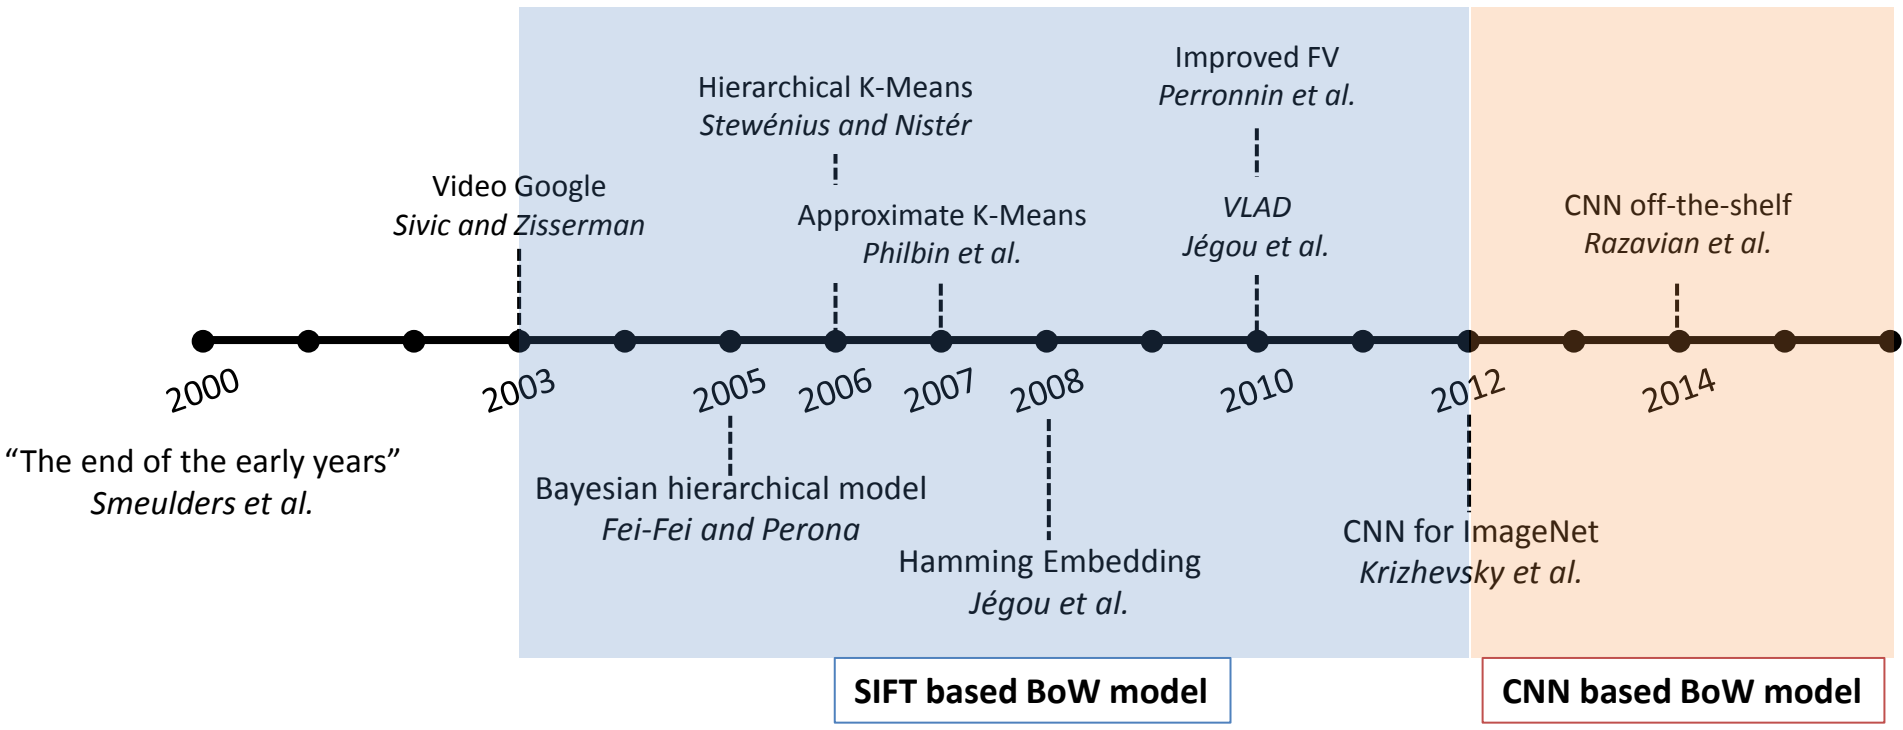 Improved FV
Perronnin et al.
Hierarchical K-Means
Stewénius and Nistér
Video Google
Sivic and Zisserman
Approximate K-Means
Philbin et al.
VLAD
Jégou et al.
CNN off-the-shelf
Razavian et al.
2000 2003 2005 2006 2007 2008 2010 2012 2014
“The end of the early years”
Smeulders et al.
Bayesian hierarchical model
Fei-Fei and Perona
Hamming Embedding
Jégou et al.
CNN for ImageNet
Krizhevsky et al.
SIFT based BoW model
CNN based BoW model